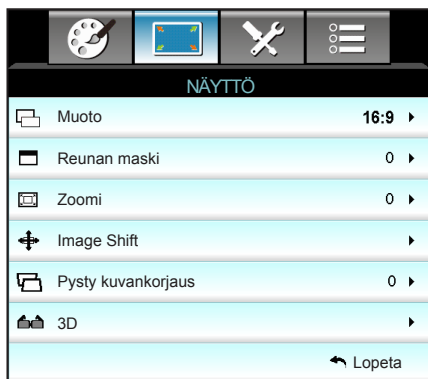 NÄYTTÖ
Muoto 16:9
Reunan maski 0
Zoomi 0
Image Shift
Pysty kuvankorjaus 0
3D
Lopeta